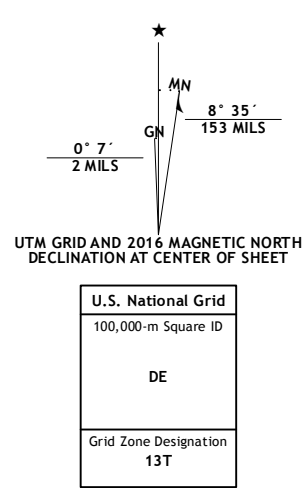 ★
MN
8° 35´
153 MILS
GN
0° 7´
2 MILS
UTM GRID AND 2016 MAGNETIC NORTH
DECLINATION AT CENTER OF SHEET
U.S. National Grid
100,000-m Square ID
DE
Grid Zone Designation
13T